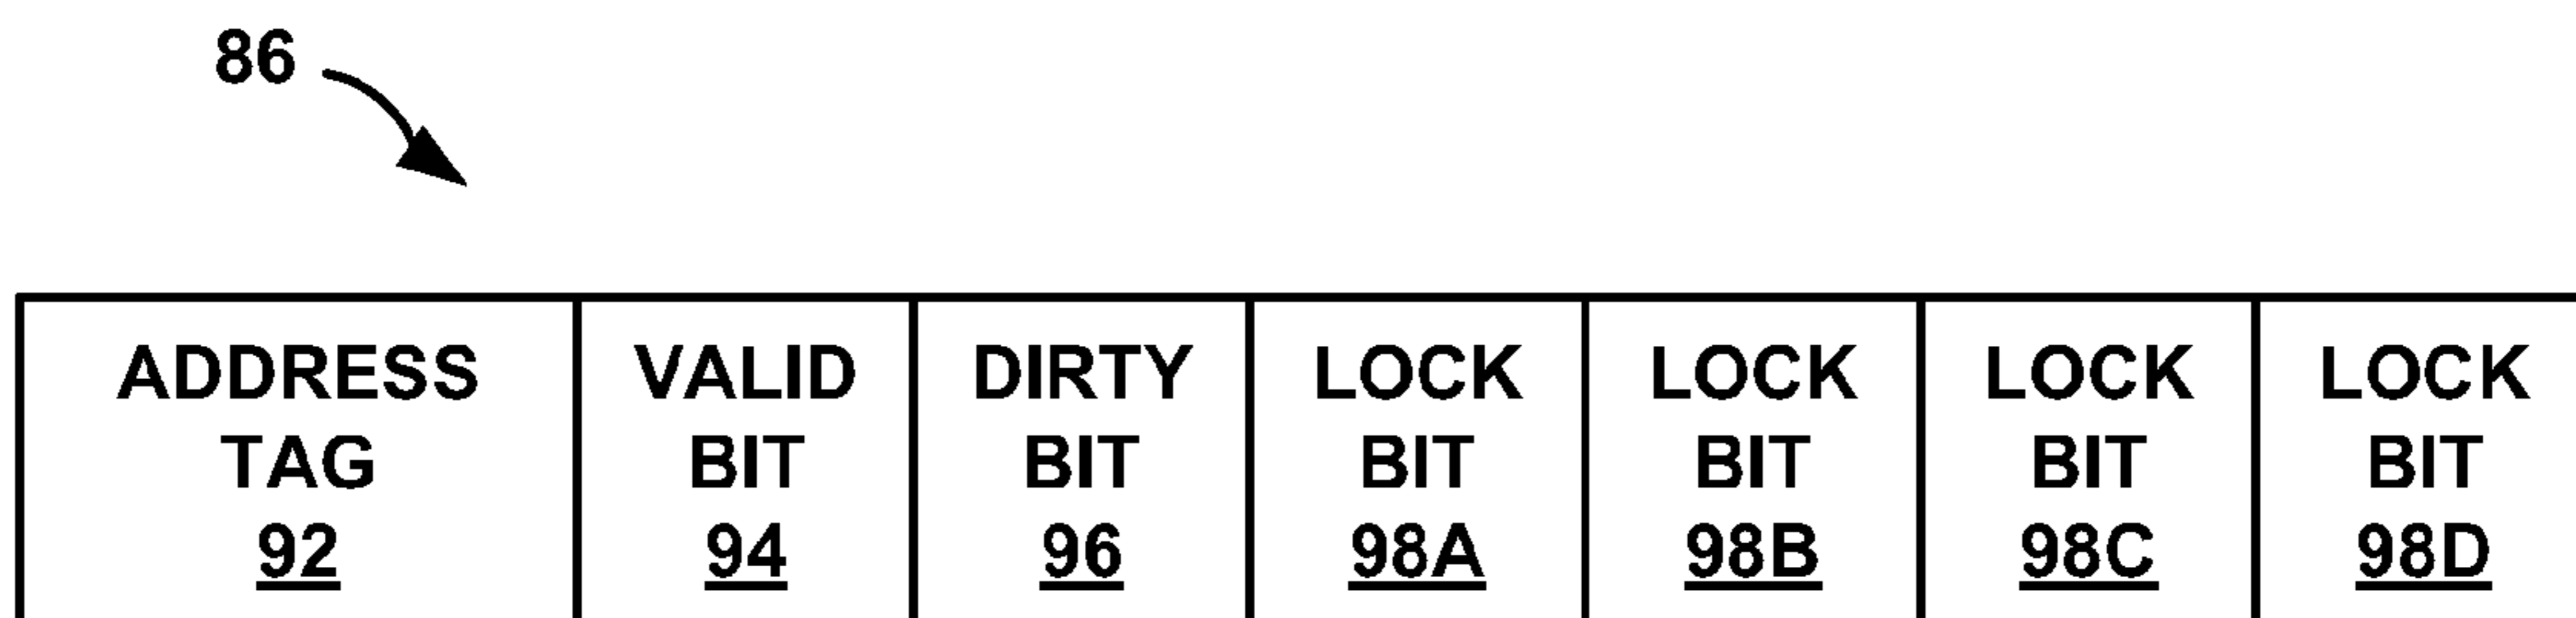 86
ADDRESS TAG 92
VALID BIT 94
DIRTY BIT 96
LOCK BIT 98A
LOCK BIT 98B
LOCK BIT 98C
LOCK BIT 98D